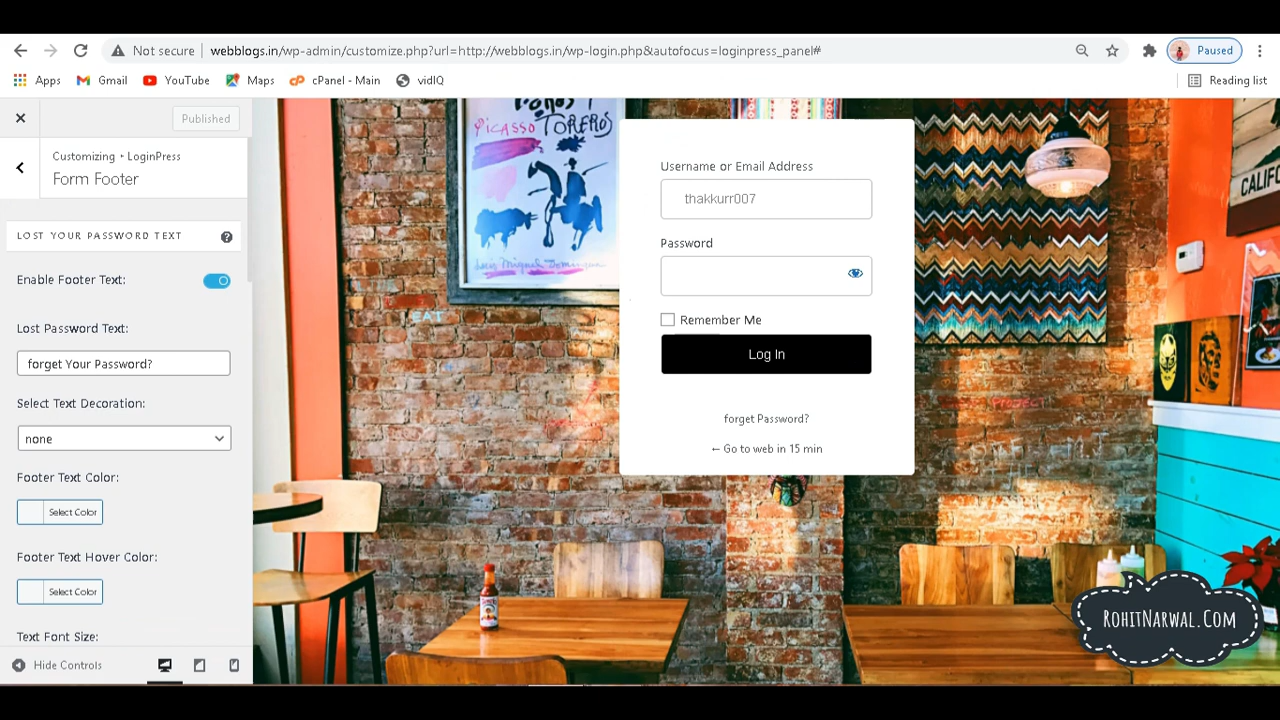 Not secure webblogs.in/wp-admin/customize.php?url=http://webblogs.in/wp-login.php&autofocus=loginpress_panel# Paused
Apps Gmail YouTube Maps cPanel - Main vidIQ Reading list
Published
Customizing ▸ LoginPress
Form Footer
LOST YOUR PASSWORD TEXT
Enable Footer Text:
Lost Password Text:
forget Your Password?
Select Text Decoration:
none
Footer Text Color:
Select Color
Footer Text Hover Color:
Select Color
Text Font Size:
Hide Controls
PICASSO TOREROS
EAT
Username or Email Address
thakkurr007
Password
Remember Me
Log In
forget Password?
← Go to web in 15 min
PROJECT
CALIFO
ROHITNARWAL.COM